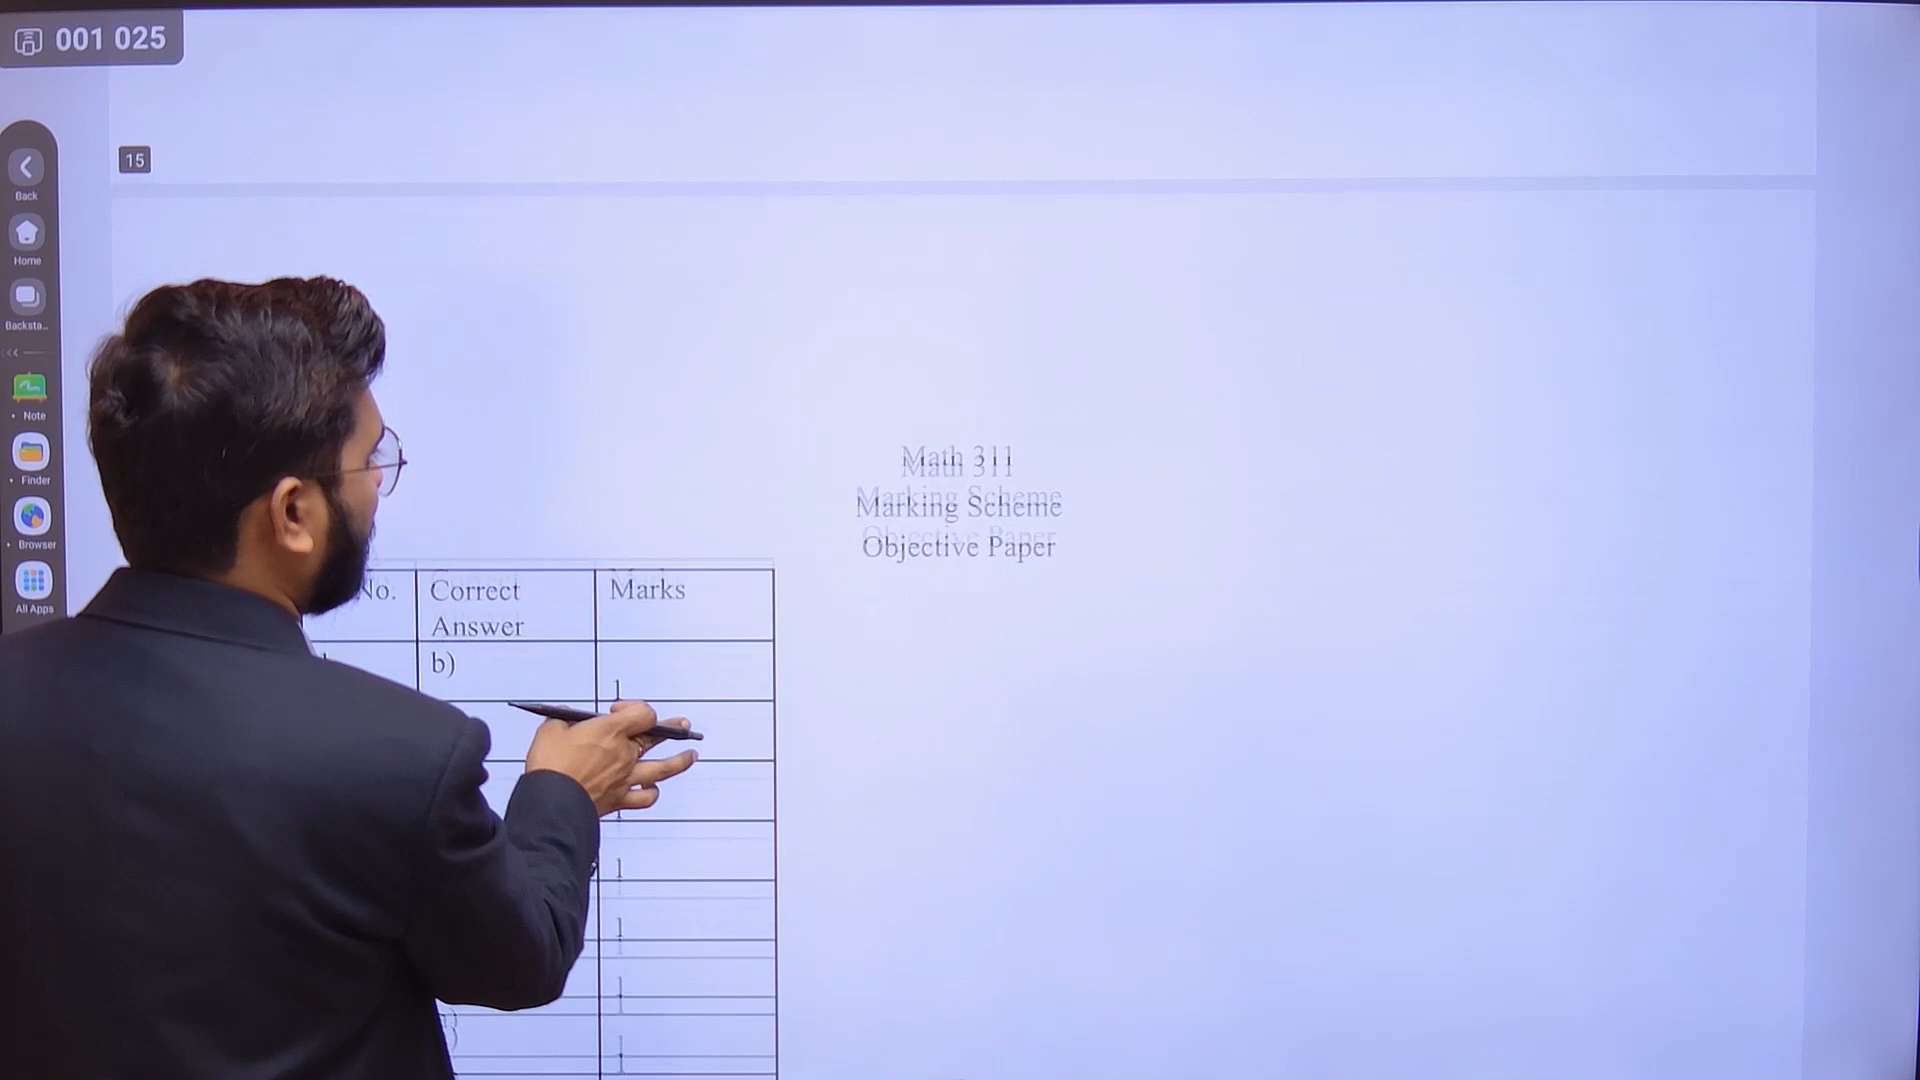 001 025
15
Back
Home
Backsta...
Note
Finder
Browser
All Apps
Math 311
Marking Scheme
Objective Paper
No.
Correct
Answer
Marks
b)
1
1
1
1
1